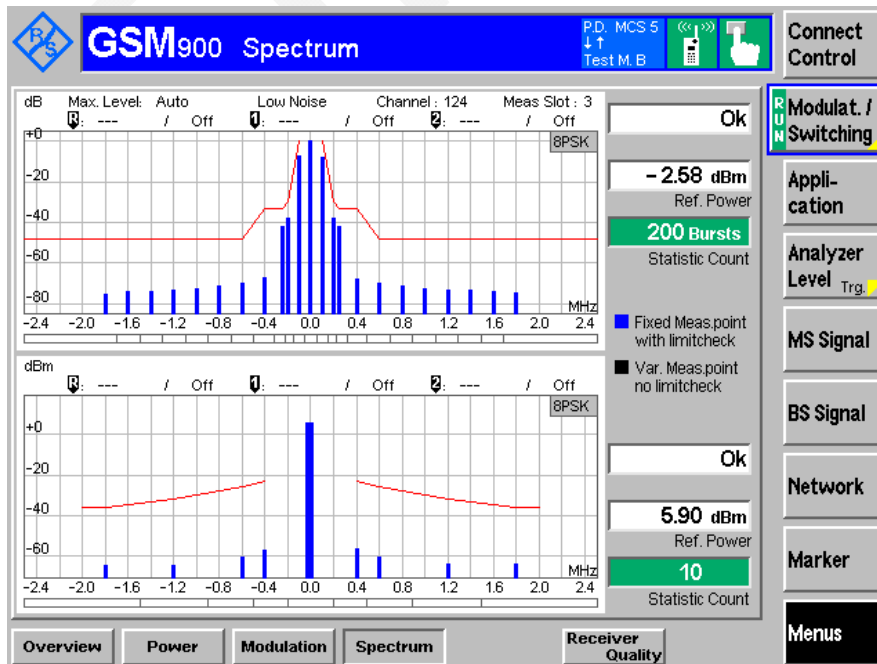 R&S
GSM900 Spectrum
P.D. MCS 5
Test M. B
Connect Control
dB Max. Level: Auto Low Noise Channel : 124 Meas Slot : 3
R: --- / Off 1: --- / Off 2: --- / Off
8PSK
+0
-20
-40
-60
-80
MHz
-2.4 -2.0 -1.6 -1.2 -0.8 -0.4 0.0 0.4 0.8 1.2 1.6 2.0 2.4
Ok
- 2.58 dBm
Ref. Power
200 Bursts
Statistic Count
Fixed Meas.point
with limitcheck
Var. Meas.point
no limitcheck
dBm
R: --- / Off 1: --- / Off 2: --- / Off
8PSK
+0
-20
-40
-60
MHz
-2.4 -2.0 -1.6 -1.2 -0.8 -0.4 0.0 0.4 0.8 1.2 1.6 2.0 2.4
Ok
5.90 dBm
Ref. Power
10
Statistic Count
RUN
Modulat. /
Switching
Appli-
cation
Analyzer
Level Trg.
MS Signal
BS Signal
Network
Marker
Menus
Overview
Power
Modulation
Spectrum
Receiver
Quality